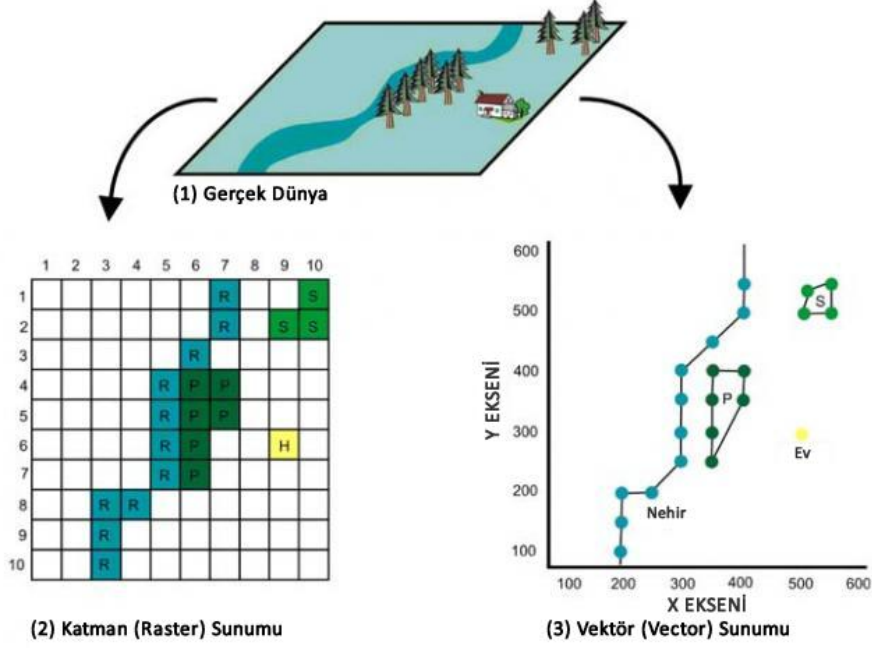 (1) Gerçek Dünya
1 2 3 4 5 6 7 8 9 10
1 R S
2 R S S
3 R
4 R P P
5 R P P
6 R P H
7 R P
8 R R
9 R
10 R
(2) Katman (Raster) Sunumu
600
500
400
300
200
100
Y EKSENİ
S
P
Ev
Nehir
100 200 300 400 500 600
X EKSENİ
(3) Vektör (Vector) Sunumu